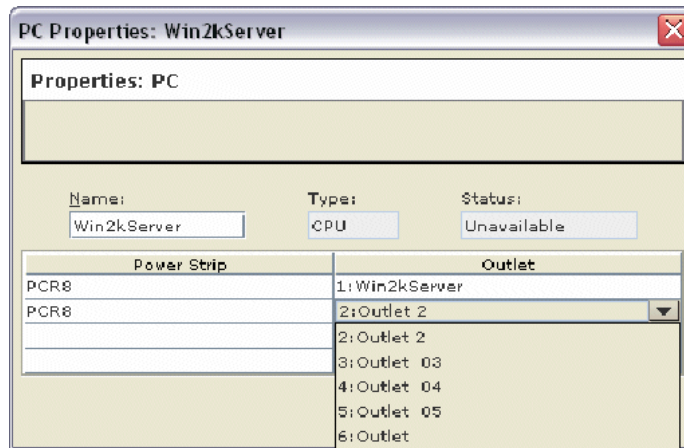 PC Properties: Win2kServer
Properties: PC
Name: Type: Status:
Win2kServer CPU Unavailable
Power Strip Outlet
PCR8 1:Win2kServer
PCR8 2:Outlet 2
2:Outlet 2
3:Outlet 03
4:Outlet 04
5:Outlet 05
6:Outlet